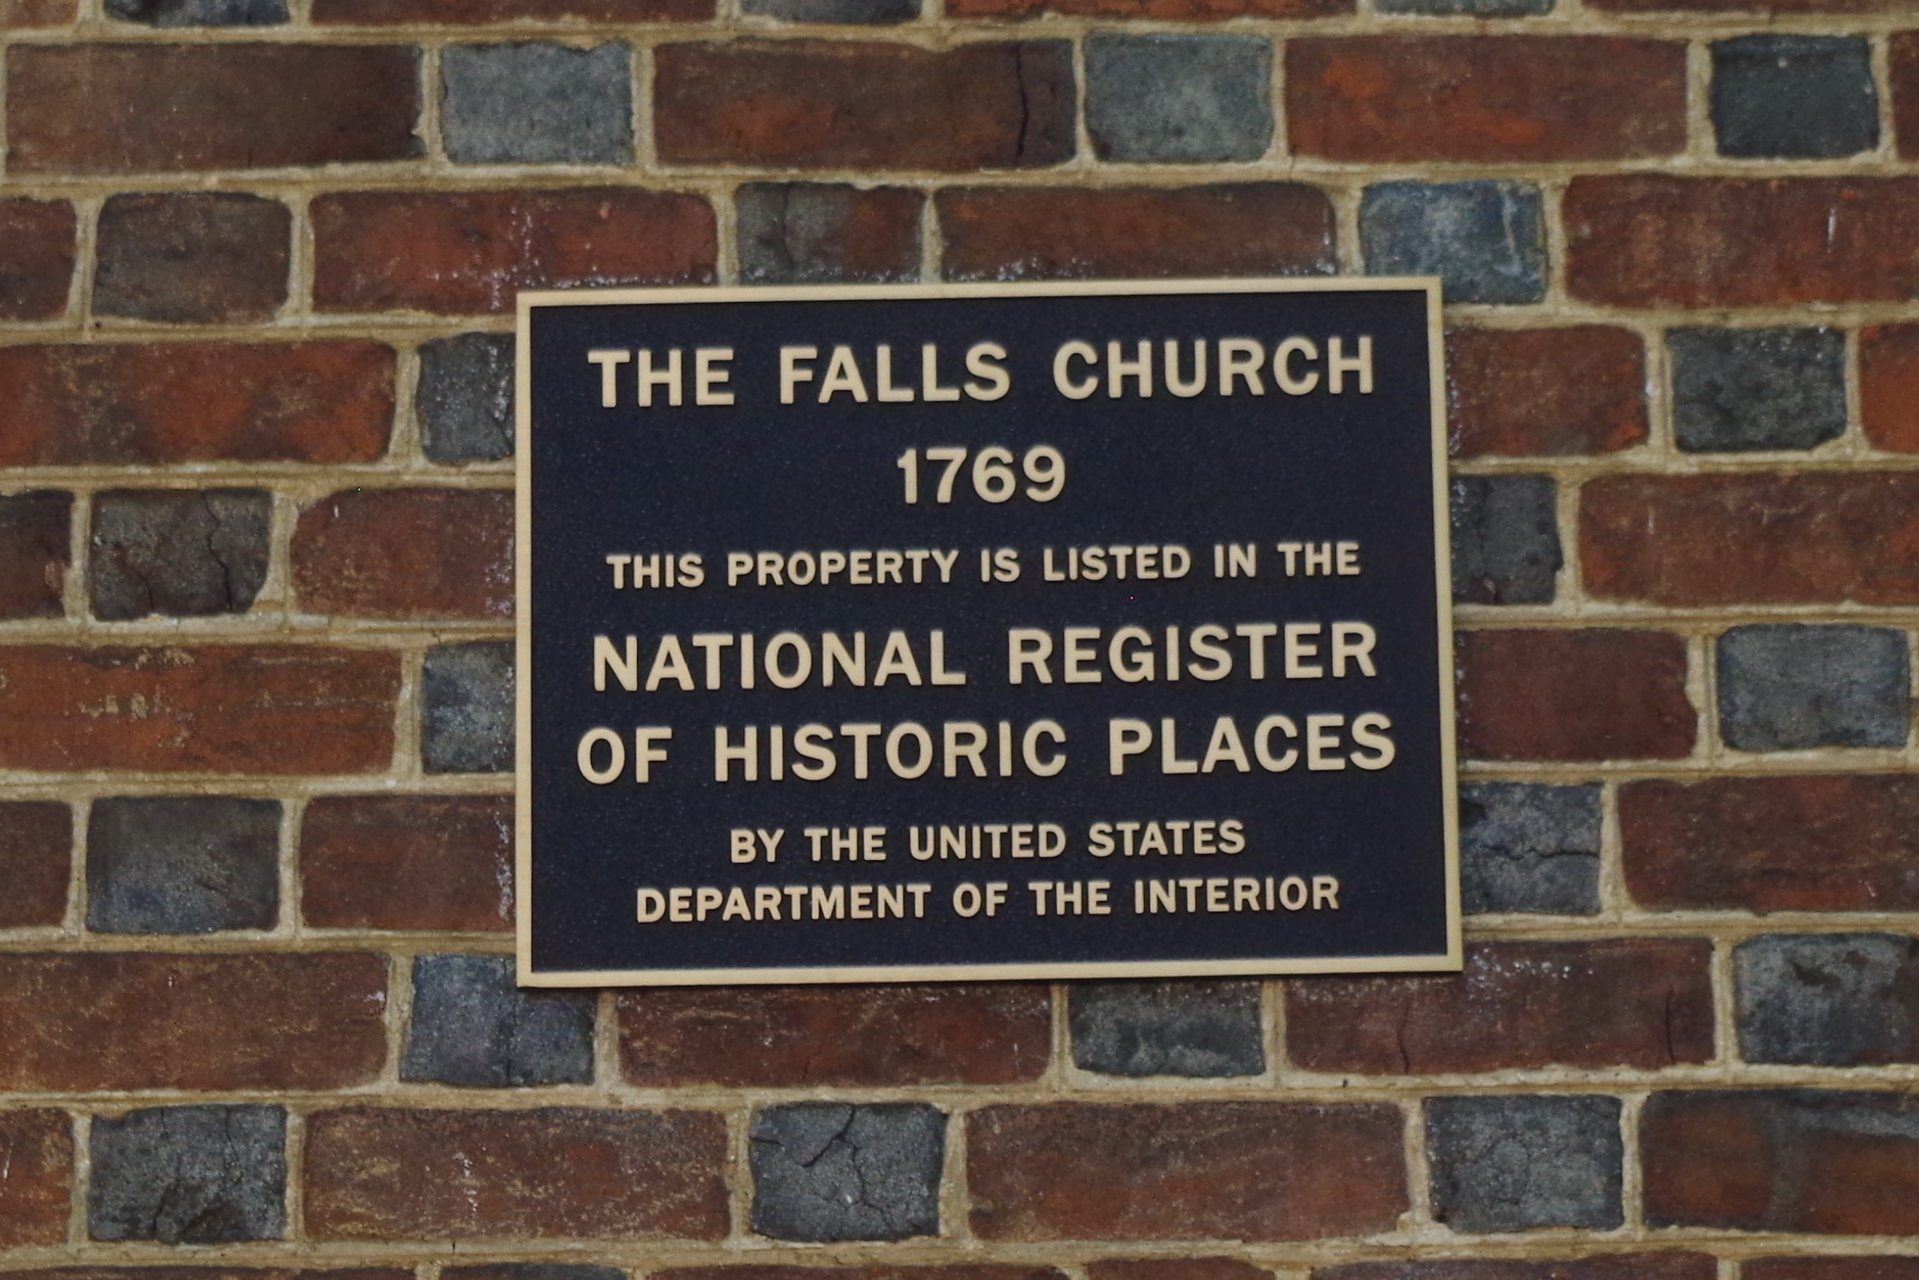 THE FALLS CHURCH
1769
THIS PROPERTY IS LISTED IN THE
NATIONAL REGISTER
OF HISTORIC PLACES
BY THE UNITED STATES
DEPARTMENT OF THE INTERIOR